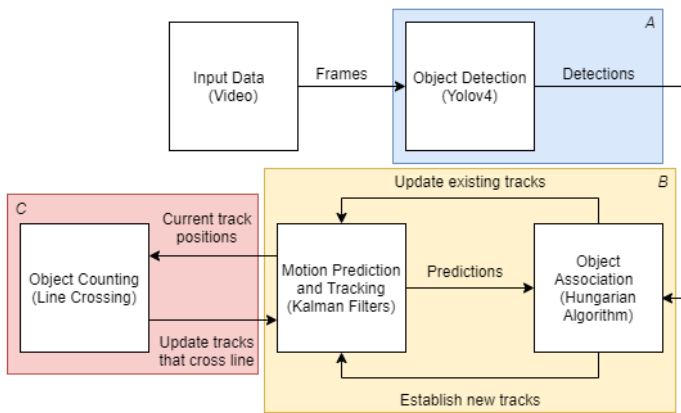 A
Input Data
(Video)
Frames
Object Detection
(Yolov4)
Detections
B
Update existing tracks
C
Current track
positions
Object Counting
(Line Crossing)
Motion Prediction
and Tracking
(Kalman Filters)
Predictions
Object
Association
(Hungarian
Algorithm)
Update tracks
that cross line
Establish new tracks